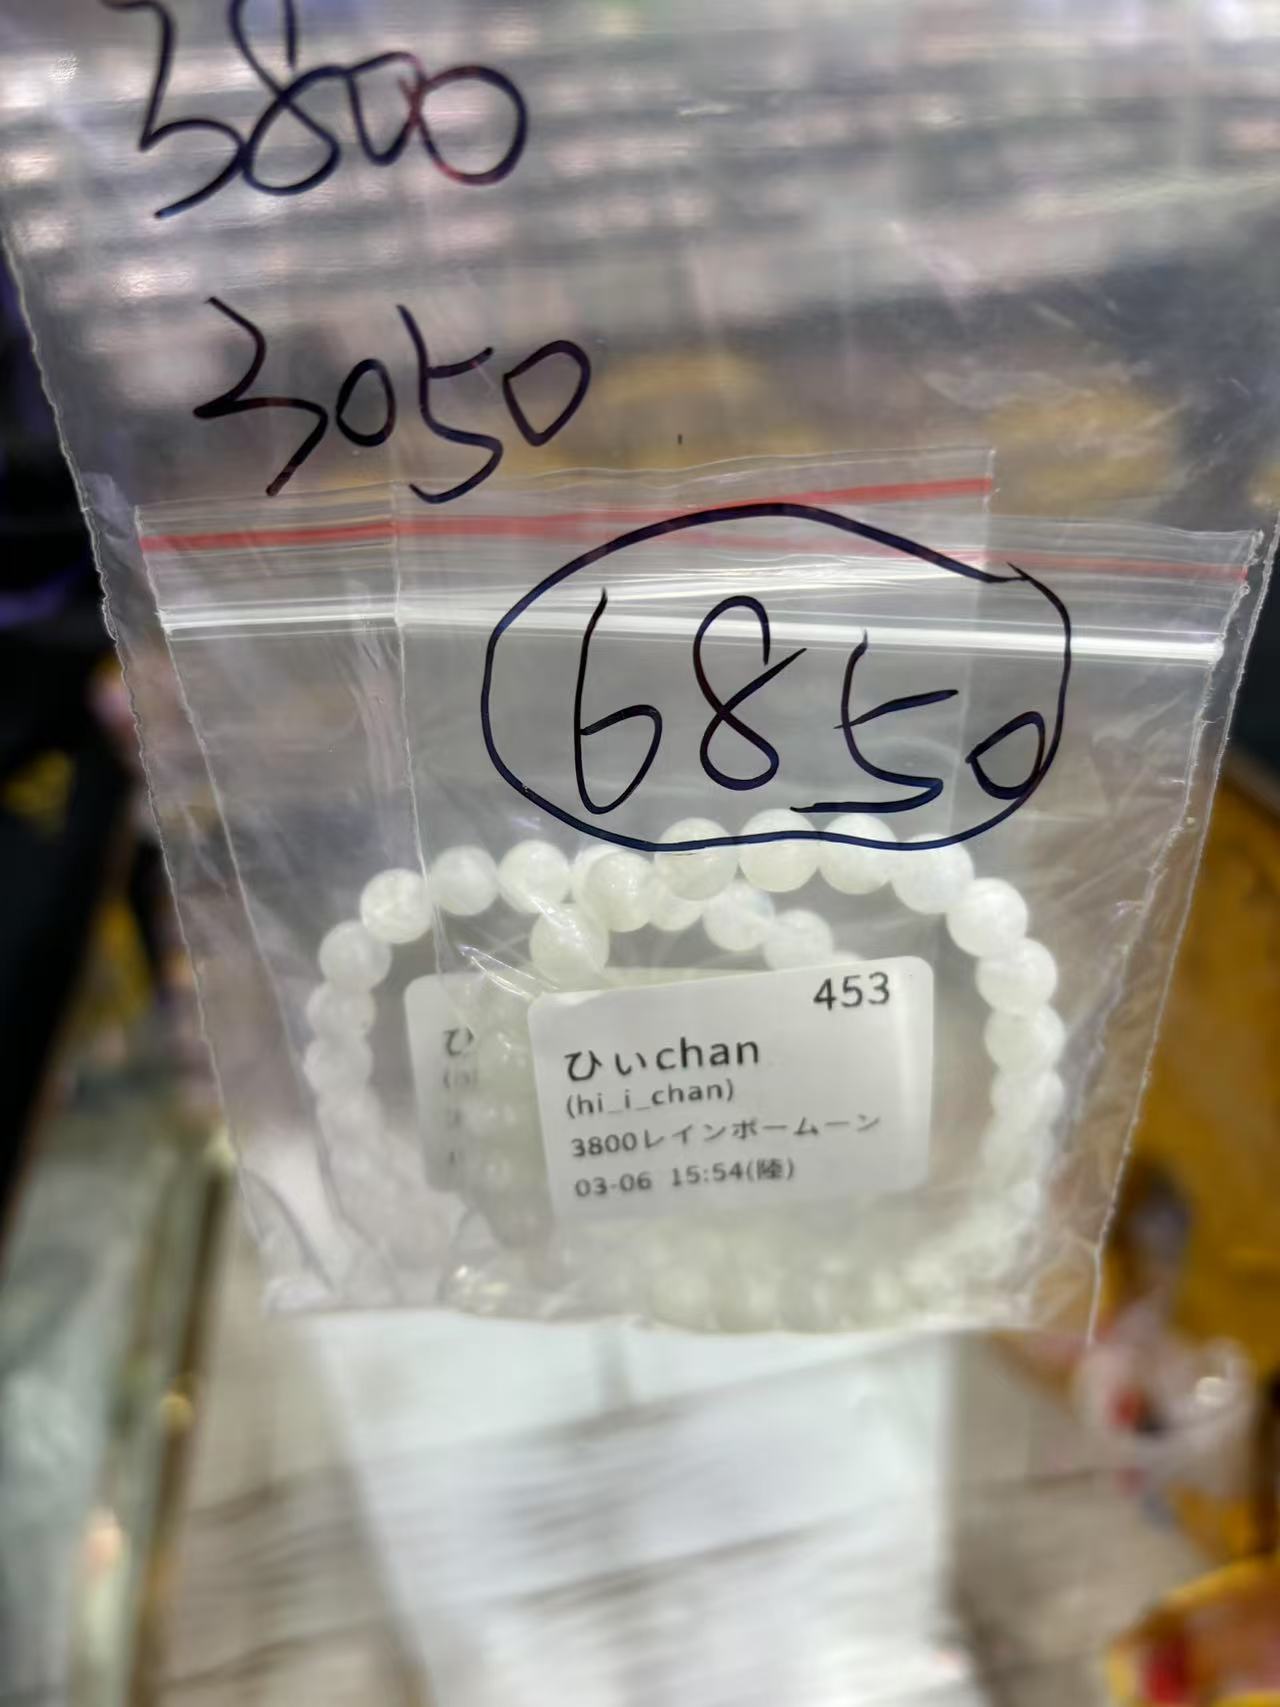 3800
3050
6850
453
ひぃchan
(hi_i_chan)
3800レインボームーン
03-06 15:54(陸)
ひ